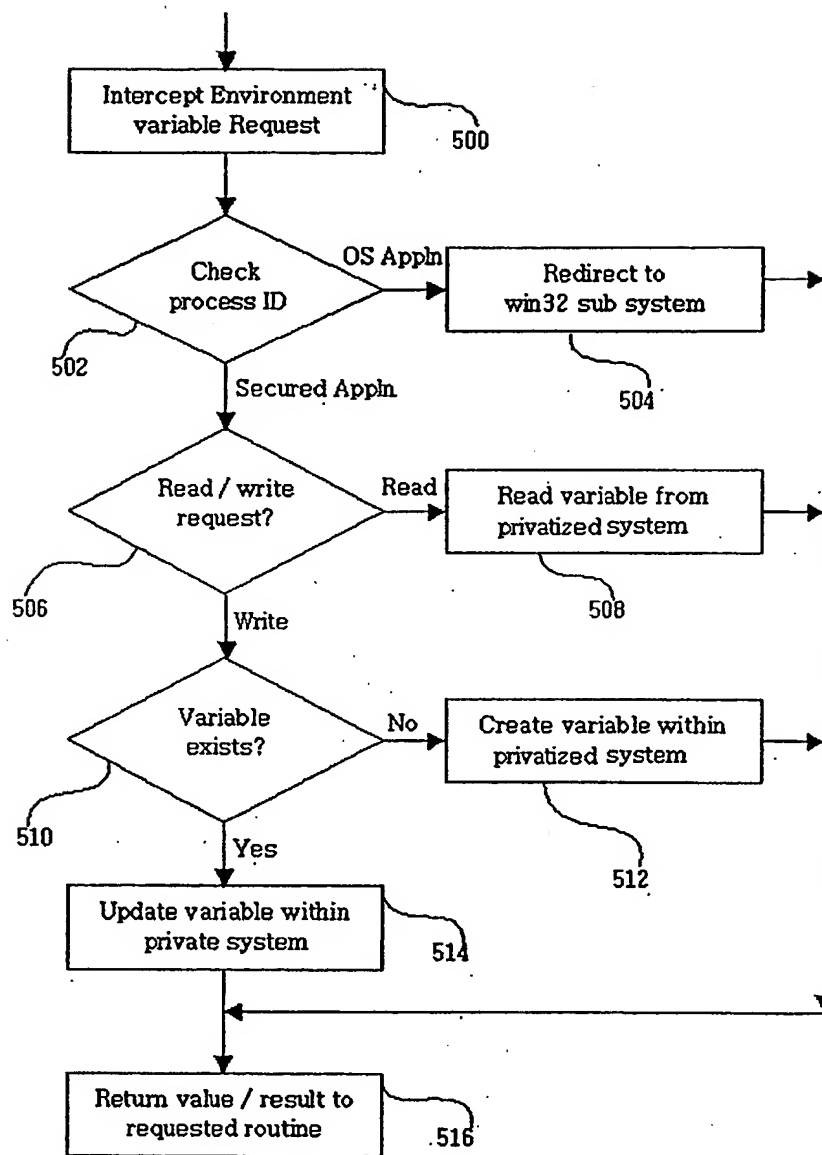 Intercept Environment
variable Request
500
Check
process ID
OS Appln
Redirect to
win32 sub system
502
504
Secured Appln
Read / write
request?
Read
Read variable from
privatized system
506
508
Write
Variable
exists?
No
Create variable within
privatized system
510
512
Yes
Update variable within
private system
514
Return value / result to
requested routine
516